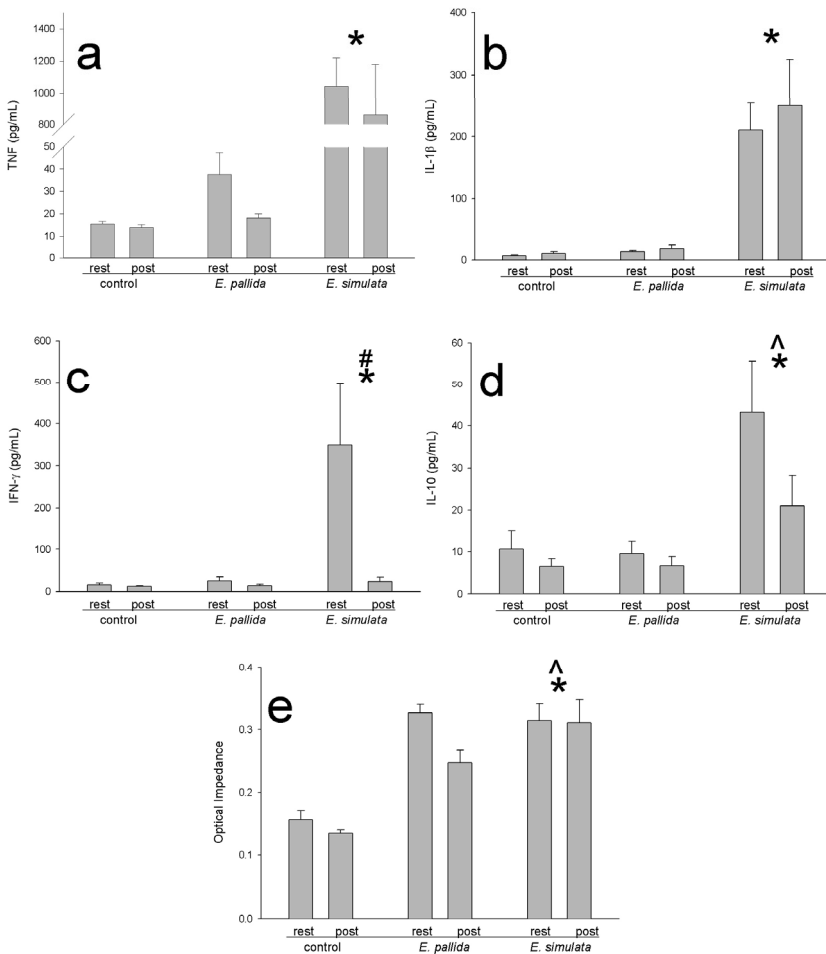 a
*
1400
1200
1000
800
50
40
30
20
10
0
TNF (pg/mL)
rest post rest post rest post
control E. pallida E. simulata
b
*
400
300
200
100
0
IL-1β (pg/mL)
rest post rest post rest post
control E. pallida E. simulata
c
#
*
600
500
400
300
200
100
0
IFN-γ (pg/mL)
rest post rest post rest post
control E. pallida E. simulata
d
^
*
60
50
40
30
20
10
0
IL-10 (pg/mL)
rest post rest post rest post
control E. pallida E. simulata
e
^
*
0.4
0.3
0.2
0.1
0.0
Optical Impedance
rest post rest post rest post
control E. pallida E. simulata